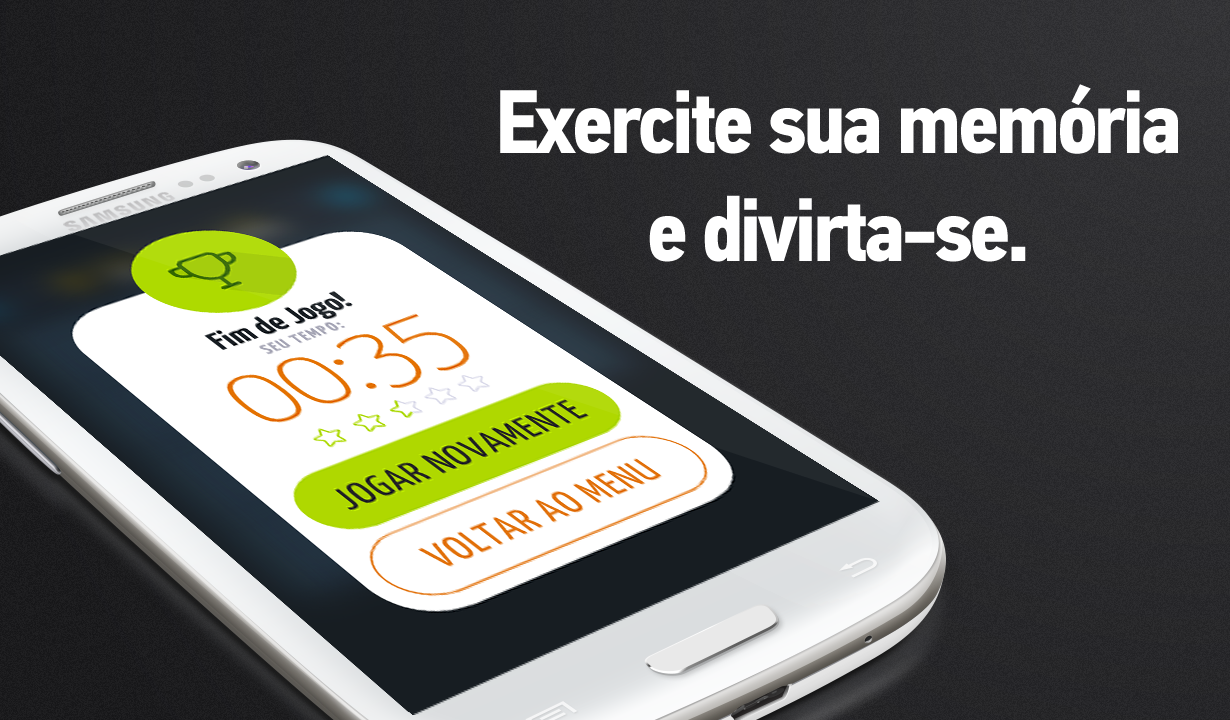 Exercite sua memória
e divirta-se.
SAMSUNG
Fim de Jogo!
SEU TEMPO:
00:35
JOGAR NOVAMENTE
VOLTAR AO MENU